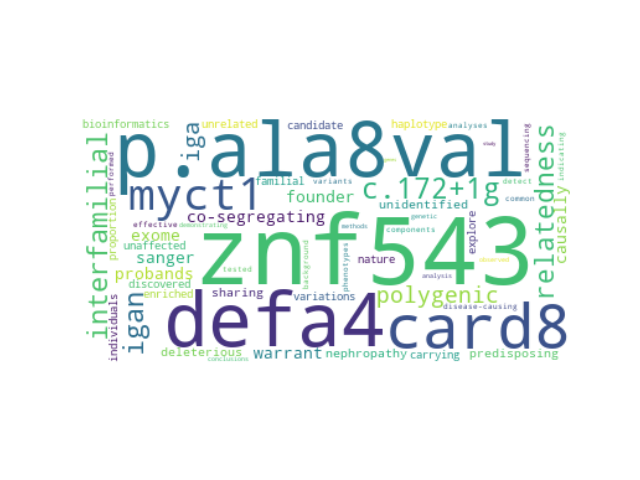 bioinformatics
unrelated
candidate
haplotype
analyses
p.ala8val
iga
interfamilial
performed
proportion
familial
variants
myct1
founder
c.172+1g
detect
sequencing
indicating
relatedness
causally
unidentified
common
co-segregating
effective
demonstrating
genetic
exome
components
explore
methods
unaffected
znf543
sanger
tested
background
phenotypes
nature
analysis
observed
probands
discovered
enriched
sharing
variations
polygenic
individuals
igan
defa4
card8
disease-causing
deleterious
conclusions
warrant
nephropathy
carrying
predisposing
study